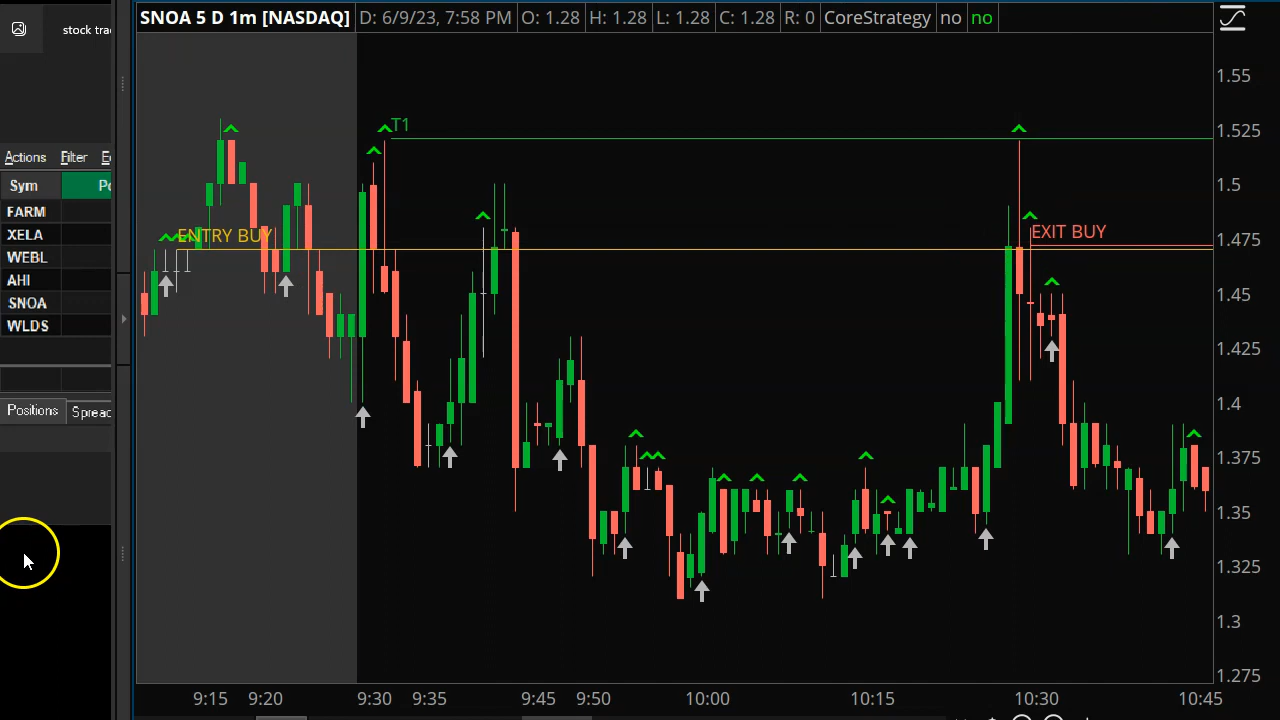 SNOA 5 D 1m [NASDAQ] D: 6/9/23, 7:58 PM O: 1.28 H: 1.28 L: 1.28 C: 1.28 R: 0 CoreStrategy no no
stock tra
Actions Filter E
Sym Po
FARM
XELA
WEBL
AHI
SNOA
WLDS
Positions Spread
T1
ENTRY BUY
EXIT BUY
1.55
1.525
1.5
1.475
1.45
1.425
1.4
1.375
1.35
1.325
1.3
1.275
9:15 9:20 9:30 9:35 9:45 9:50 10:00 10:15 10:30 10:45